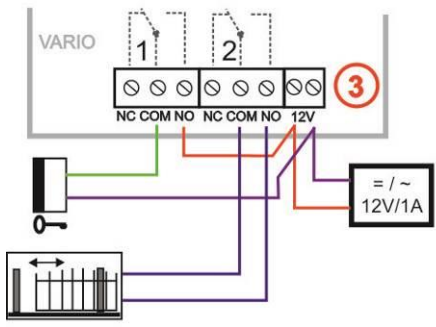 VARIO
1 2
3
NC COM NO NC COM NO 12V
= / ~
12V/1A